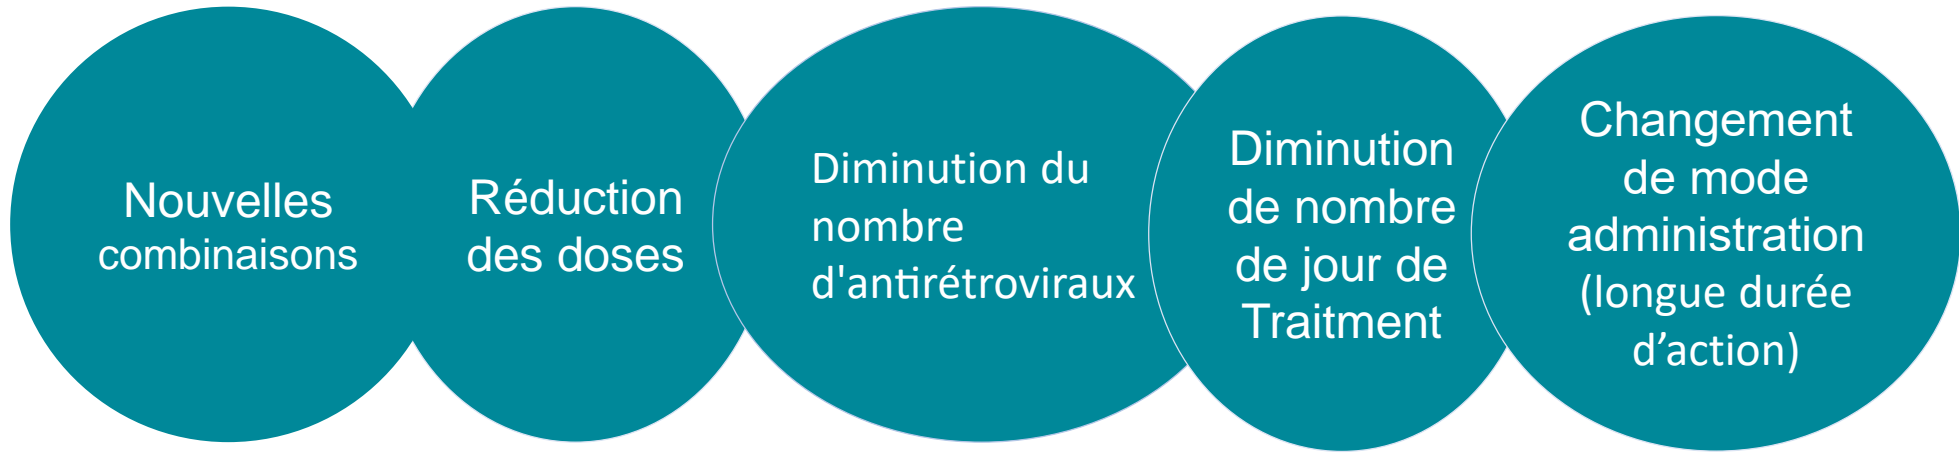 Nouvelles
combinaisons
Réduction
des doses
Diminution du
nombre
d'antirétroviraux
Diminution
de nombre
de jour de
Traitment
Changement
de mode
administration
(longue durée
d’action)